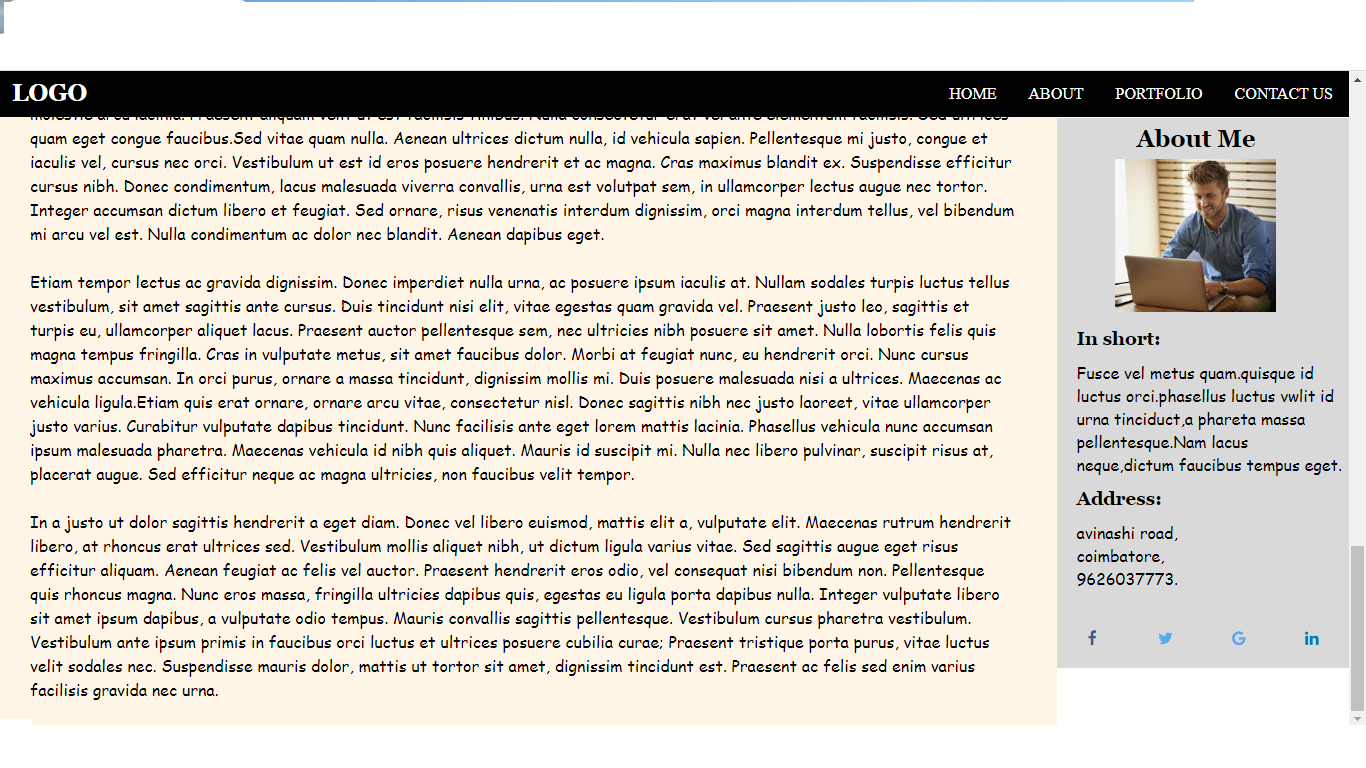 LOGO
HOME ABOUT PORTFOLIO CONTACT US
molestie arcu lacinia. Praesent aliquam velit ut est facilisis finibus. Nulla consectetur erat vel ante elementum facilisis. Sed ultrices
quam eget congue faucibus.Sed vitae quam nulla. Aenean ultrices dictum nulla, id vehicula sapien. Pellentesque mi justo, congue et
iaculis vel, cursus nec orci. Vestibulum ut est id eros posuere hendrerit et ac magna. Cras maximus blandit ex. Suspendisse efficitur
cursus nibh. Donec condimentum, lacus malesuada viverra convallis, urna est volutpat sem, in ullamcorper lectus augue nec tortor.
Integer accumsan dictum libero et feugiat. Sed ornare, risus venenatis interdum dignissim, orci magna interdum tellus, vel bibendum
mi arcu vel est. Nulla condimentum ac dolor nec blandit. Aenean dapibus eget.
Etiam tempor lectus ac gravida dignissim. Donec imperdiet nulla urna, ac posuere ipsum iaculis at. Nullam sodales turpis luctus tellus
vestibulum, sit amet sagittis ante cursus. Duis tincidunt nisi elit, vitae egestas quam gravida vel. Praesent justo leo, sagittis et
turpis eu, ullamcorper aliquet lacus. Praesent auctor pellentesque sem, nec ultricies nibh posuere sit amet. Nulla lobortis felis quis
magna tempus fringilla. Cras in vulputate metus, sit amet faucibus dolor. Morbi at feugiat nunc, eu hendrerit orci. Nunc cursus
maximus accumsan. In orci purus, ornare a massa tincidunt, dignissim mollis mi. Duis posuere malesuada nisi a ultrices. Maecenas ac
vehicula ligula.Etiam quis erat ornare, ornare arcu vitae, consectetur nisl. Donec sagittis nibh nec justo laoreet, vitae ullamcorper
justo varius. Curabitur vulputate dapibus tincidunt. Nunc facilisis ante eget lorem mattis lacinia. Phasellus vehicula nunc accumsan
ipsum malesuada pharetra. Maecenas vehicula id nibh quis aliquet. Mauris id suscipit mi. Nulla nec libero pulvinar, suscipit risus at,
placerat augue. Sed efficitur neque ac magna ultricies, non faucibus velit tempor.
In a justo ut dolor sagittis hendrerit a eget diam. Donec vel libero euismod, mattis elit a, vulputate elit. Maecenas rutrum hendrerit
libero, at rhoncus erat ultrices sed. Vestibulum mollis aliquet nibh, ut dictum ligula varius vitae. Sed sagittis augue eget risus
efficitur aliquam. Aenean feugiat ac felis vel auctor. Praesent hendrerit eros odio, vel consequat nisi bibendum non. Pellentesque
quis rhoncus magna. Nunc eros massa, fringilla ultricies dapibus quis, egestas eu ligula porta dapibus nulla. Integer vulputate libero
sit amet ipsum dapibus, a vulputate odio tempus. Mauris convallis sagittis pellentesque. Vestibulum cursus pharetra vestibulum.
Vestibulum ante ipsum primis in faucibus orci luctus et ultrices posuere cubilia curae; Praesent tristique porta purus, vitae luctus
velit sodales nec. Suspendisse mauris dolor, mattis ut tortor sit amet, dignissim tincidunt est. Praesent ac felis sed enim varius
facilisis gravida nec urna.
About Me
In short:
Fusce vel metus quam.quisque id
luctus orci.phasellus luctus vwlit id
urna tinciduct,a phareta massa
pellentesque.Nam lacus
neque,dictum faucibus tempus eget.
Address:
avinashi road,
coimbatore,
9626037773.